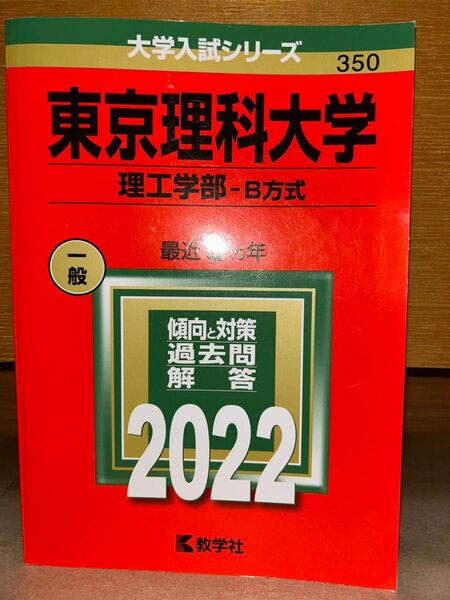 大学入試シリーズ
350
東京理科大学
理工学部-B方式
最近 カ年
一般
傾向と対策
過去問
解答
2022
教学社